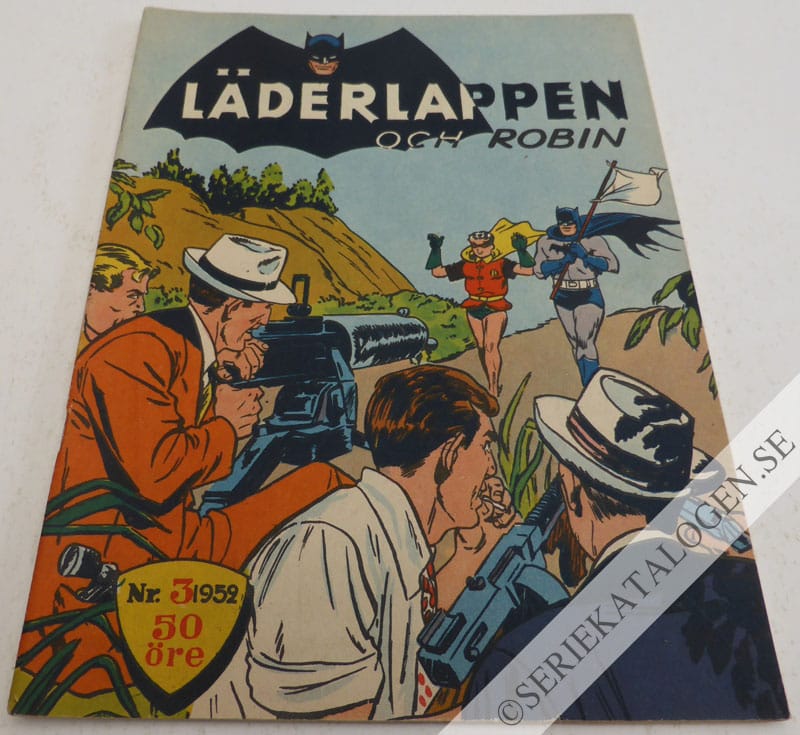 LÄDERLAPPEN
OCH ROBIN
Nr. 3 1952
50
öre
© SERIEKATALOGEN.SE